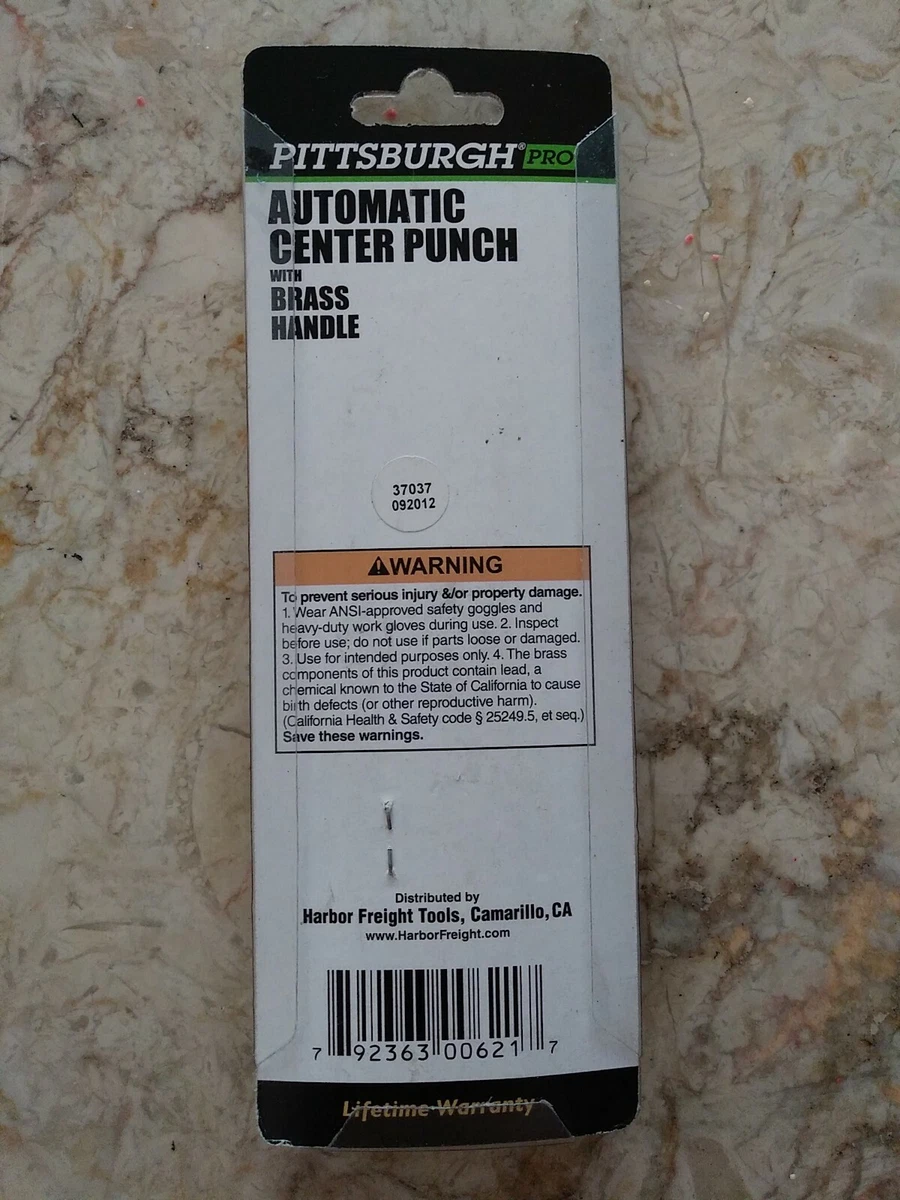 PITTSBURGH® PRO
AUTOMATIC
CENTER PUNCH
WITH
BRASS
HANDLE
37037
092012
⚠WARNING
To prevent serious injury &/or property damage.
1. Wear ANSI-approved safety goggles and
heavy-duty work gloves during use. 2. Inspect
before use; do not use if parts loose or damaged.
3. Use for intended purposes only. 4. The brass
components of this product contain lead, a
chemical known to the State of California to cause
birth defects (or other reproductive harm).
(California Health & Safety code § 25249.5, et seq.)
Save these warnings.
Distributed by
Harbor Freight Tools, Camarillo, CA
www.HarborFreight.com
7 92363 00621 7
Lifetime Warranty